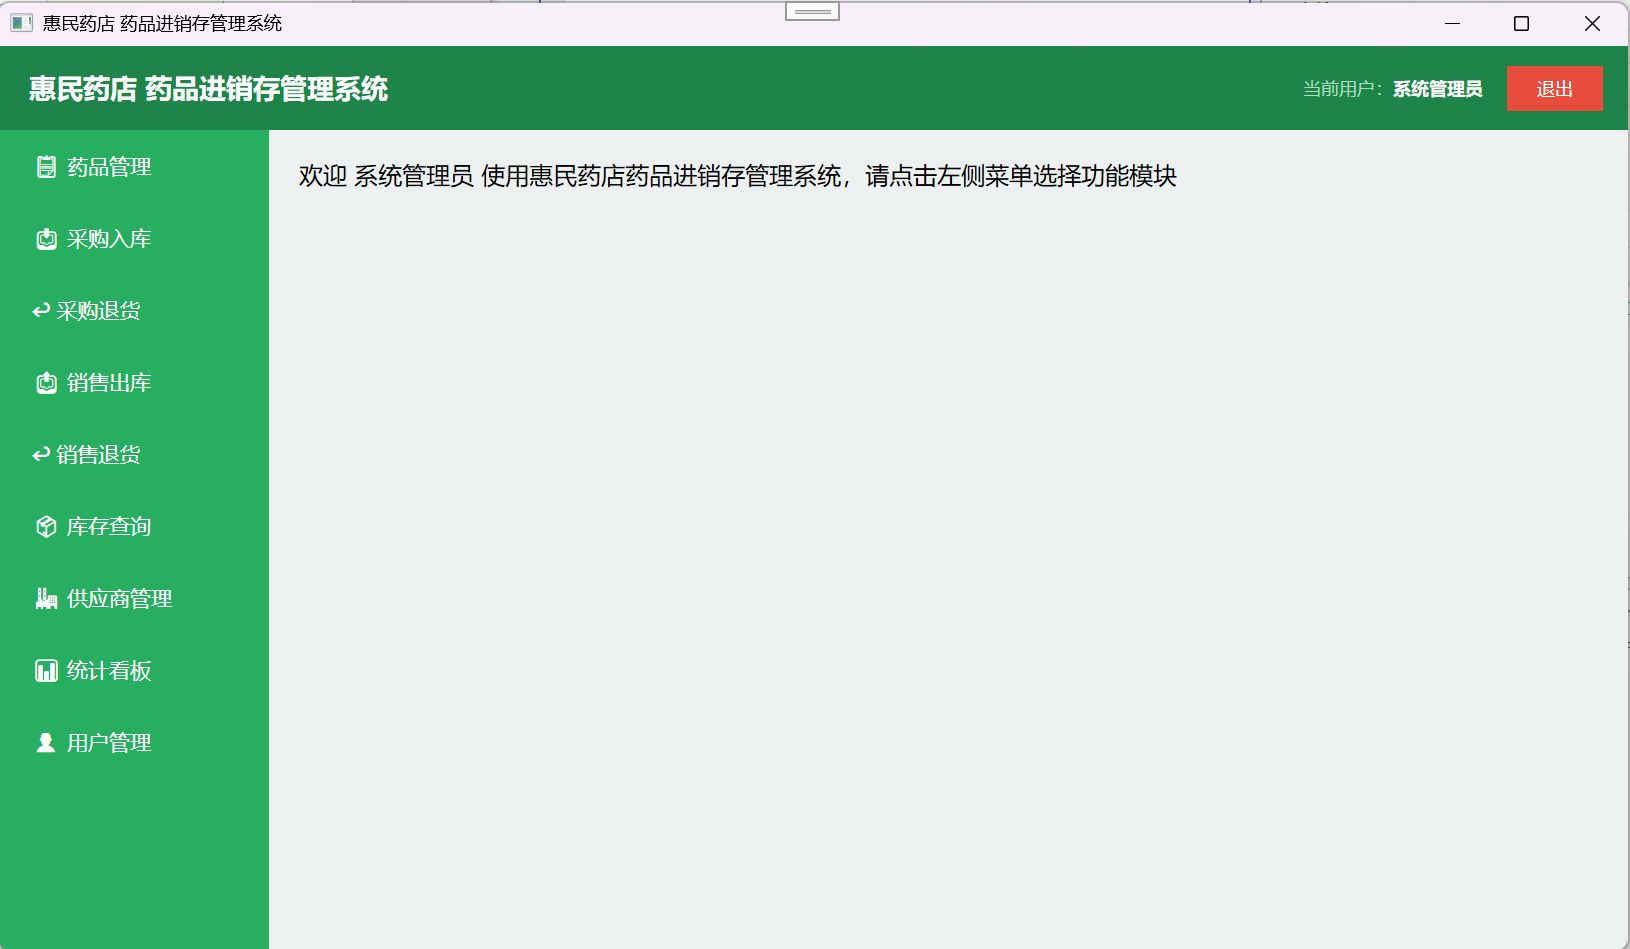 惠民药店 药品进销存管理系统
惠民药店 药品进销存管理系统
当前用户：系统管理员
退出
药品管理
采购入库
采购退货
销售出库
销售退货
库存查询
供应商管理
统计看板
用户管理
欢迎 系统管理员 使用惠民药店药品进销存管理系统，请点击左侧菜单选择功能模块